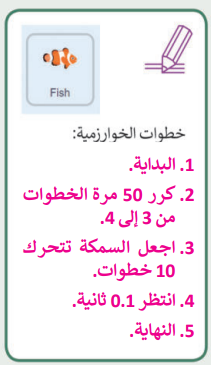 Fish
خطوات الخوارزمية:
1. البداية.
2. كرر 50 مرة الخطوات
من 3 إلى 4.
3. اجعل السمكة تتحرك
10 خطوات.
4. انتظر 0.1 ثانية.
5. النهاية.